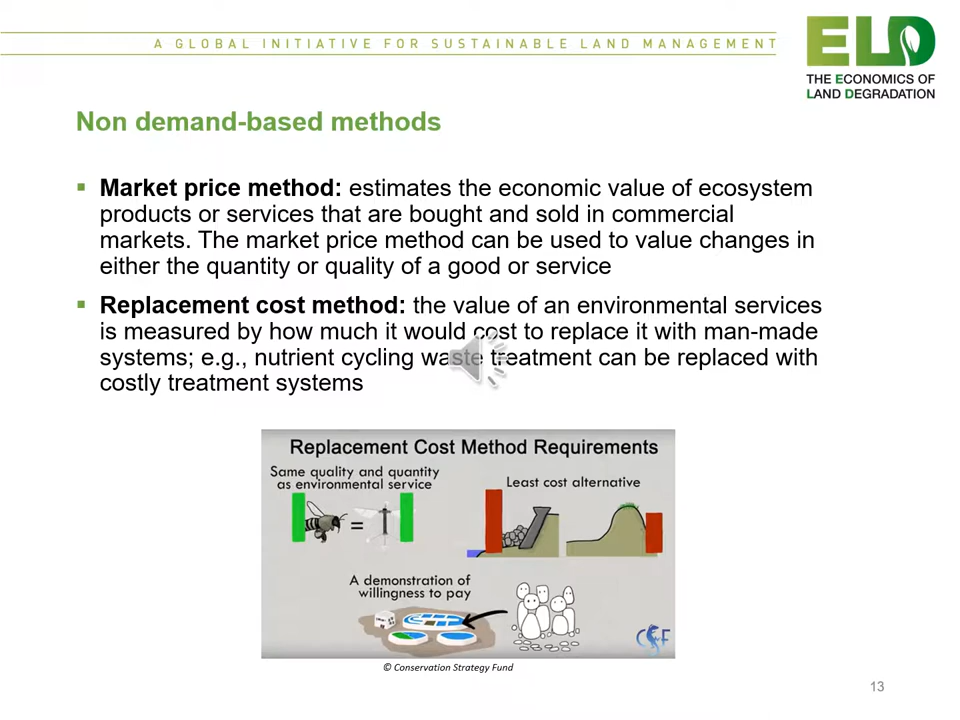 A GLOBAL INITIATIVE FOR SUSTAINABLE LAND MANAGEMENT
ELD
THE ECONOMICS OF
LAND DEGRADATION
Non demand-based methods
▪ Market price method: estimates the economic value of ecosystem
products or services that are bought and sold in commercial
markets. The market price method can be used to value changes in
either the quantity or quality of a good or service
▪ Replacement cost method: the value of an environmental services
is measured by how much it would cost to replace it with man-made
systems; e.g., nutrient cycling waste treatment can be replaced with
costly treatment systems
Replacement Cost Method Requirements
Same quality and quantity
as environmental service
=
Least cost alternative
A demonstration of
willingness to pay
CSF
© Conservation Strategy Fund
13